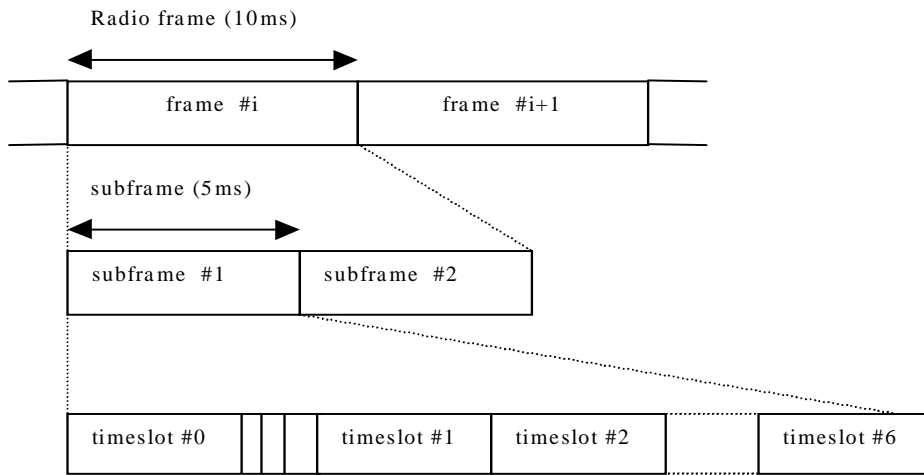 Radio frame (10ms)
frame #i frame #i+1
subframe (5ms)
subframe #1 subframe #2
timeslot #0 timeslot #1 timeslot #2 timeslot #6